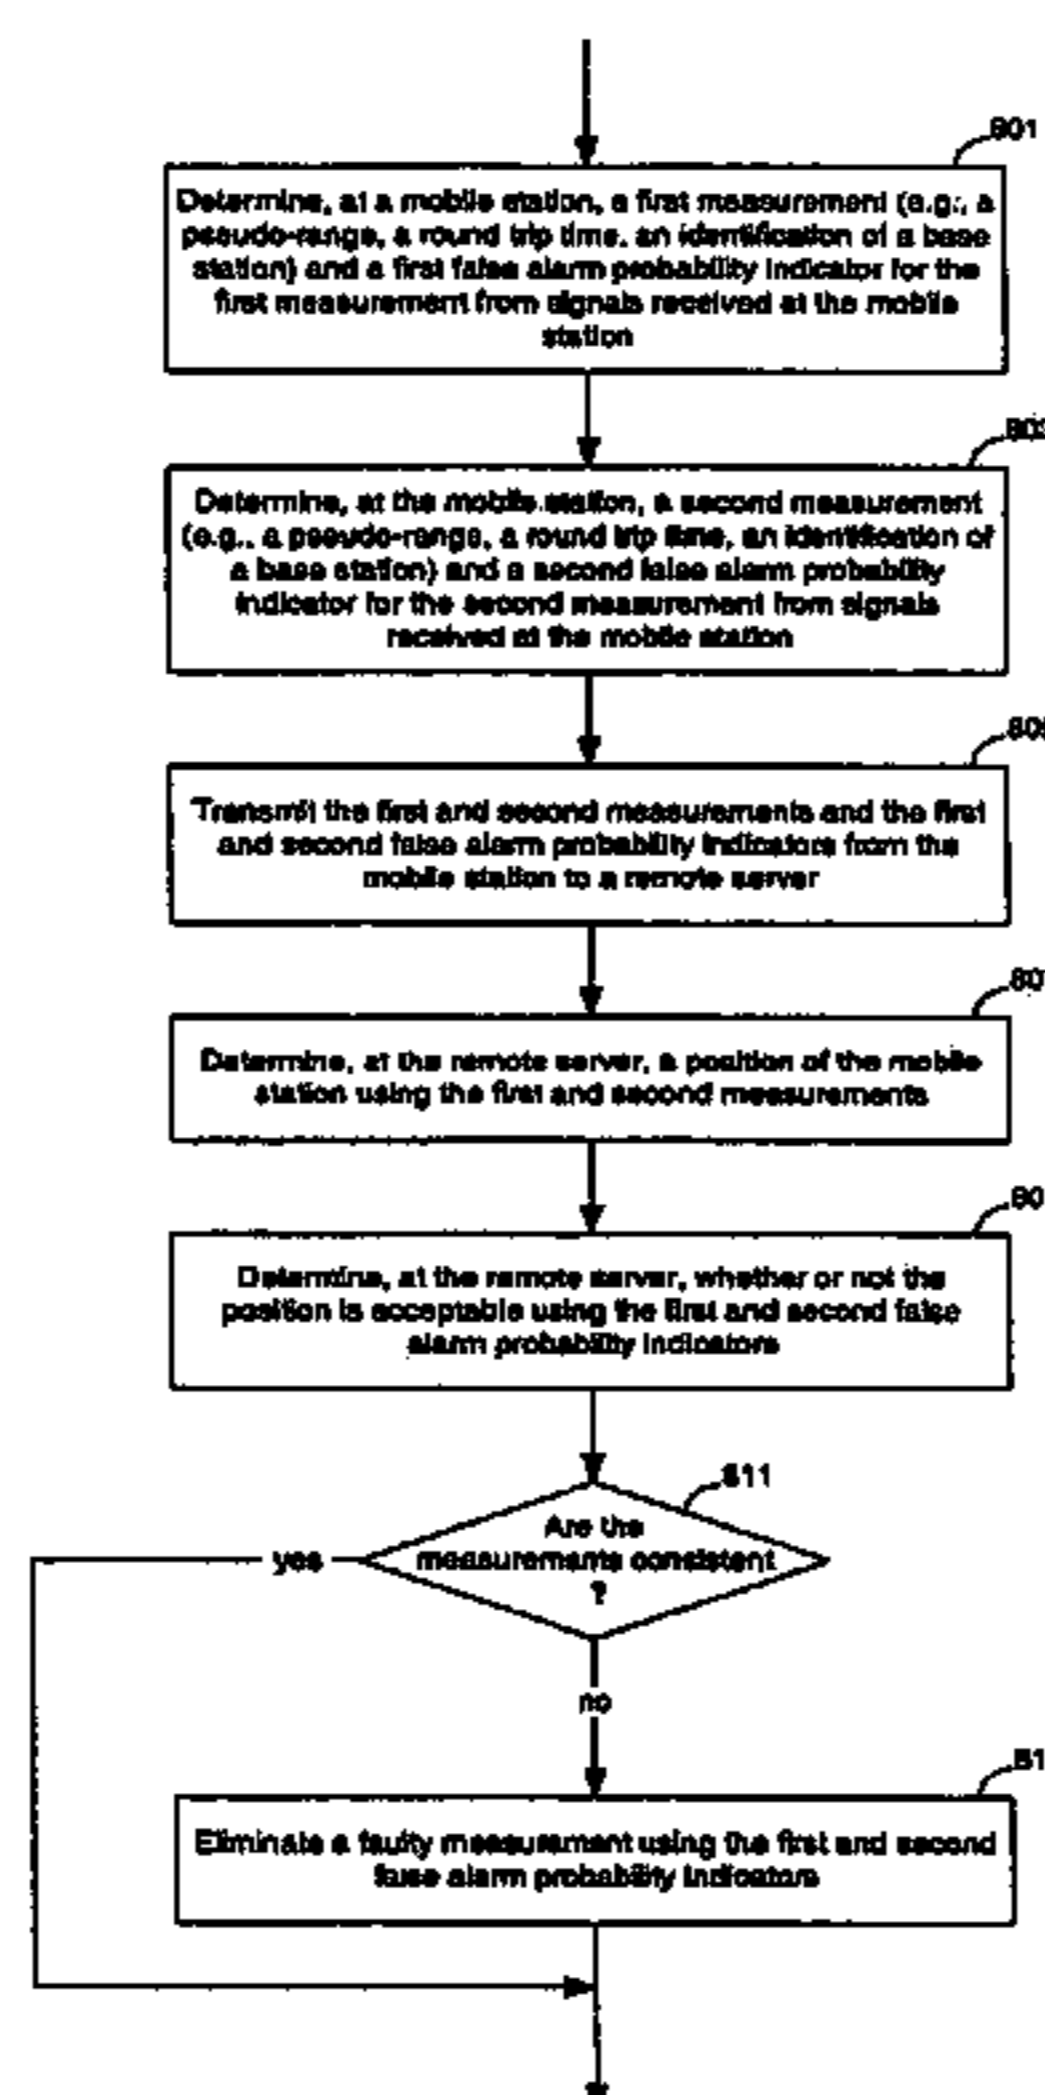 801
Determine, at a mobile station, a first measurement (e.g., a
pseudo-range, a round trip time, an identification of a base
station) and a first false alarm probability indicator for the
first measurement from signals received at the mobile
station
803
Determine, at the mobile station, a second measurement
(e.g., a pseudo-range, a round trip time, an identification of
a base station) and a second false alarm probability
indicator for the second measurement from signals
received at the mobile station
805
Transmit the first and second measurements and the first
and second false alarm probability indicators from the
mobile station to a remote server
80
Determine, at the remote server, a position of the mobile
station using the first and second measurements
80
Determine, at the remote server, whether or not the
position is acceptable using the first and second false
alarm probability indicators
811
Are the
measurements consistent
?
yes
no
81
Eliminate a faulty measurement using the first and second
false alarm probability indicators